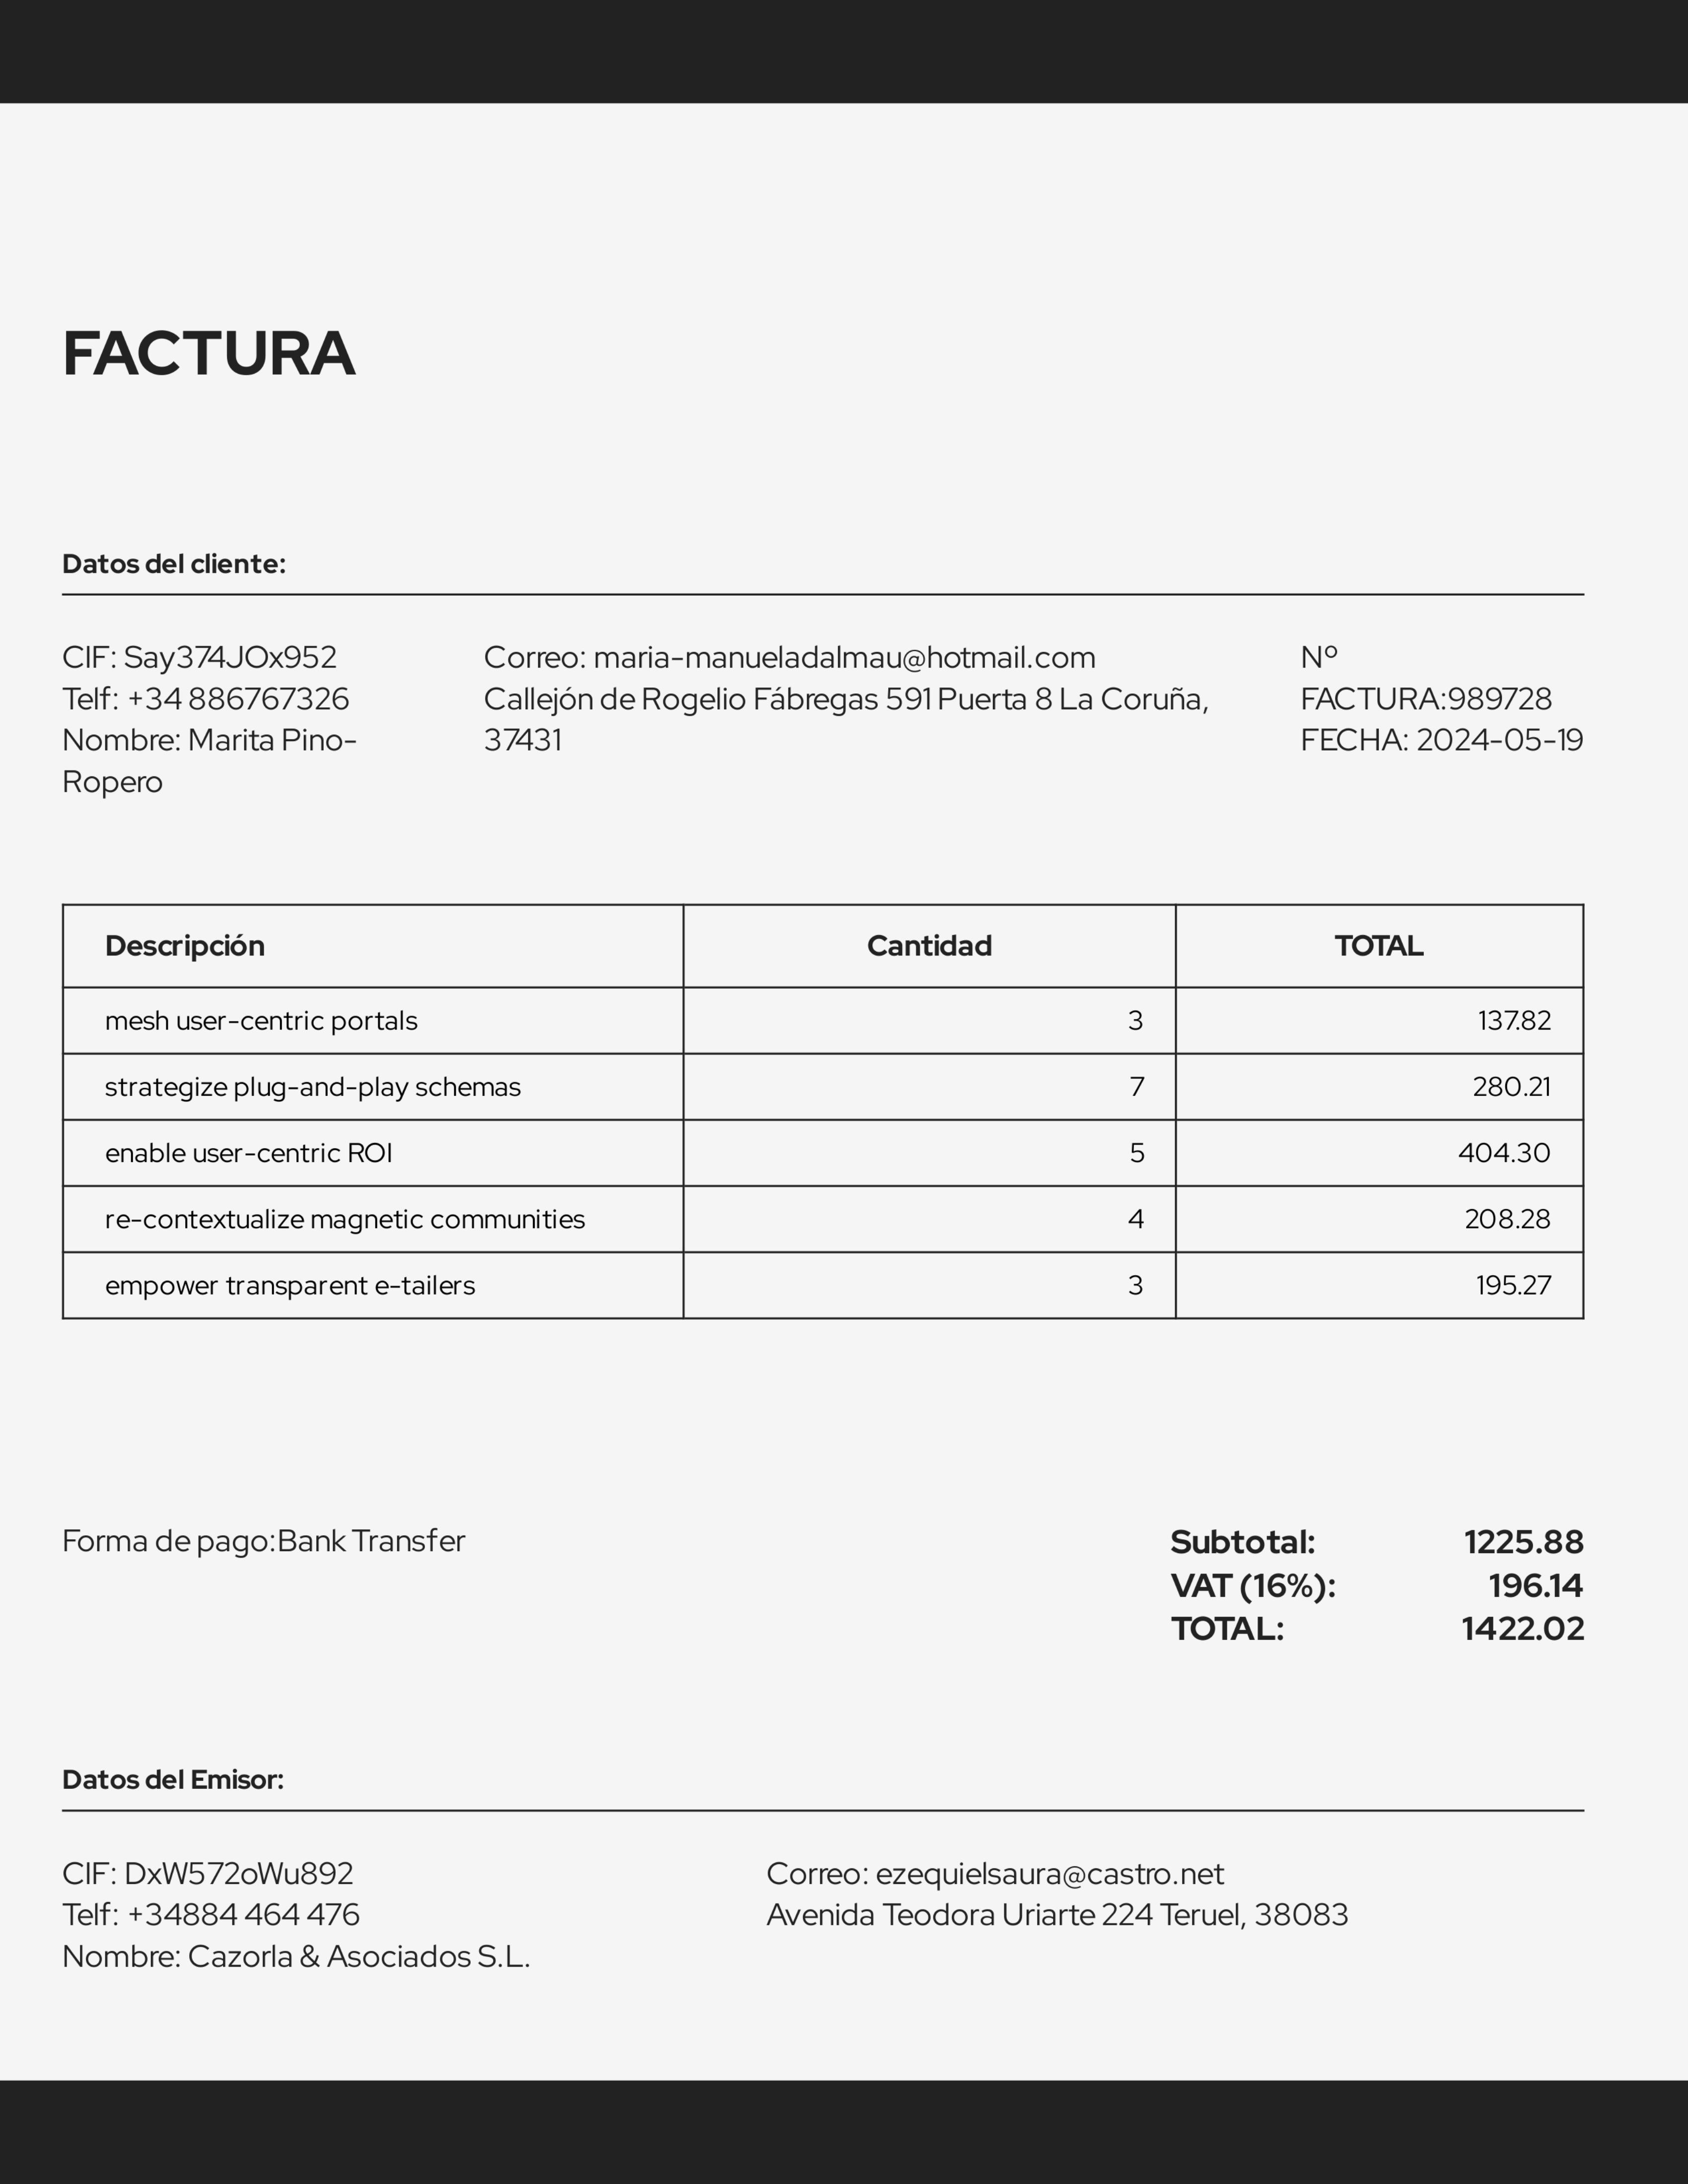 FACTURA
Datos del cliente:
CIF: Say374JOx952
Telf: +34 886767326
Nombre: Marita Pino-
Ropero
Correo: maria-manueladalmau@hotmail.com
Callejón de Rogelio Fábregas 591 Puerta 8 La Coruña,
37431
Nº
FACTURA:989728
FECHA: 2024-05-19
Descripción Cantidad TOTAL
mesh user-centric portals 3 137.82
strategize plug-and-play schemas 7 280.21
enable user-centric ROI 5 404.30
re-contextualize magnetic communities 4 208.28
empower transparent e-tailers 3 195.27
Forma de pago:Bank Transfer
Subtotal: 1225.88
VAT (16%): 196.14
TOTAL: 1422.02
Datos del Emisor:
CIF: DxW572oWu892
Telf: +34884 464 476
Nombre: Cazorla & Asociados S.L.
Correo: ezequielsaura@castro.net
Avenida Teodora Uriarte 224 Teruel, 38083